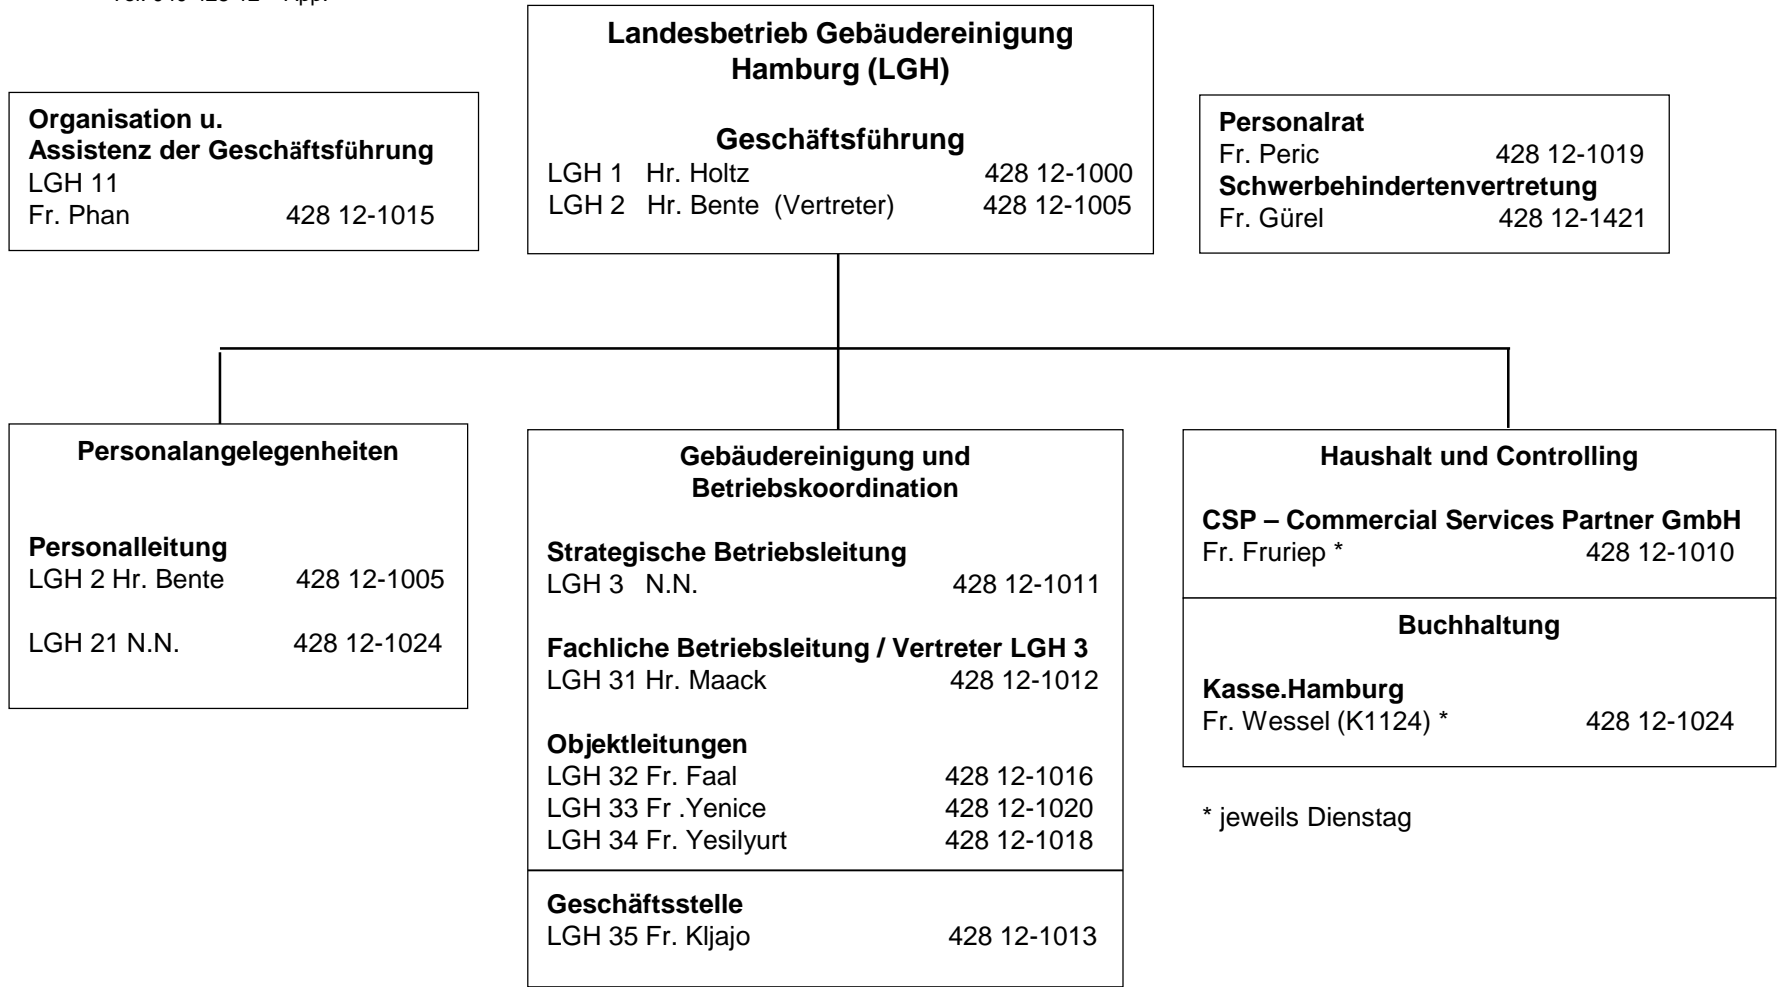 Landesbetrieb Gebäudereinigung
Hamburg (LGH)
Geschäftsführung
LGH 1 Hr. Holtz 428 12-1000
LGH 2 Hr. Bente (Vertreter) 428 12-1005
Organisation u.
Assistenz der Geschäftsführung
LGH 11
Fr. Phan 428 12-1015
Personalrat
Fr. Peric 428 12-1019
Schwerbehindertenvertretung
Fr. Gürel 428 12-1421
Personalangelegenheiten
Personalleitung
LGH 2 Hr. Bente 428 12-1005
LGH 21 N.N. 428 12-1024
Gebäudereinigung und
Betriebskoordination
Strategische Betriebsleitung
LGH 3 N.N. 428 12-1011
Fachliche Betriebsleitung / Vertreter LGH 3
LGH 31 Hr. Maack 428 12-1012
Objektleitungen
LGH 32 Fr. Faal 428 12-1016
LGH 33 Fr .Yenice 428 12-1020
LGH 34 Fr. Yesilyurt 428 12-1018
Geschäftsstelle
LGH 35 Fr. Kljajo 428 12-1013
Haushalt und Controlling
CSP – Commercial Services Partner GmbH
Fr. Fruriep * 428 12-1010
Buchhaltung
Kasse.Hamburg
Fr. Wessel (K1124) * 428 12-1024
* jeweils Dienstag